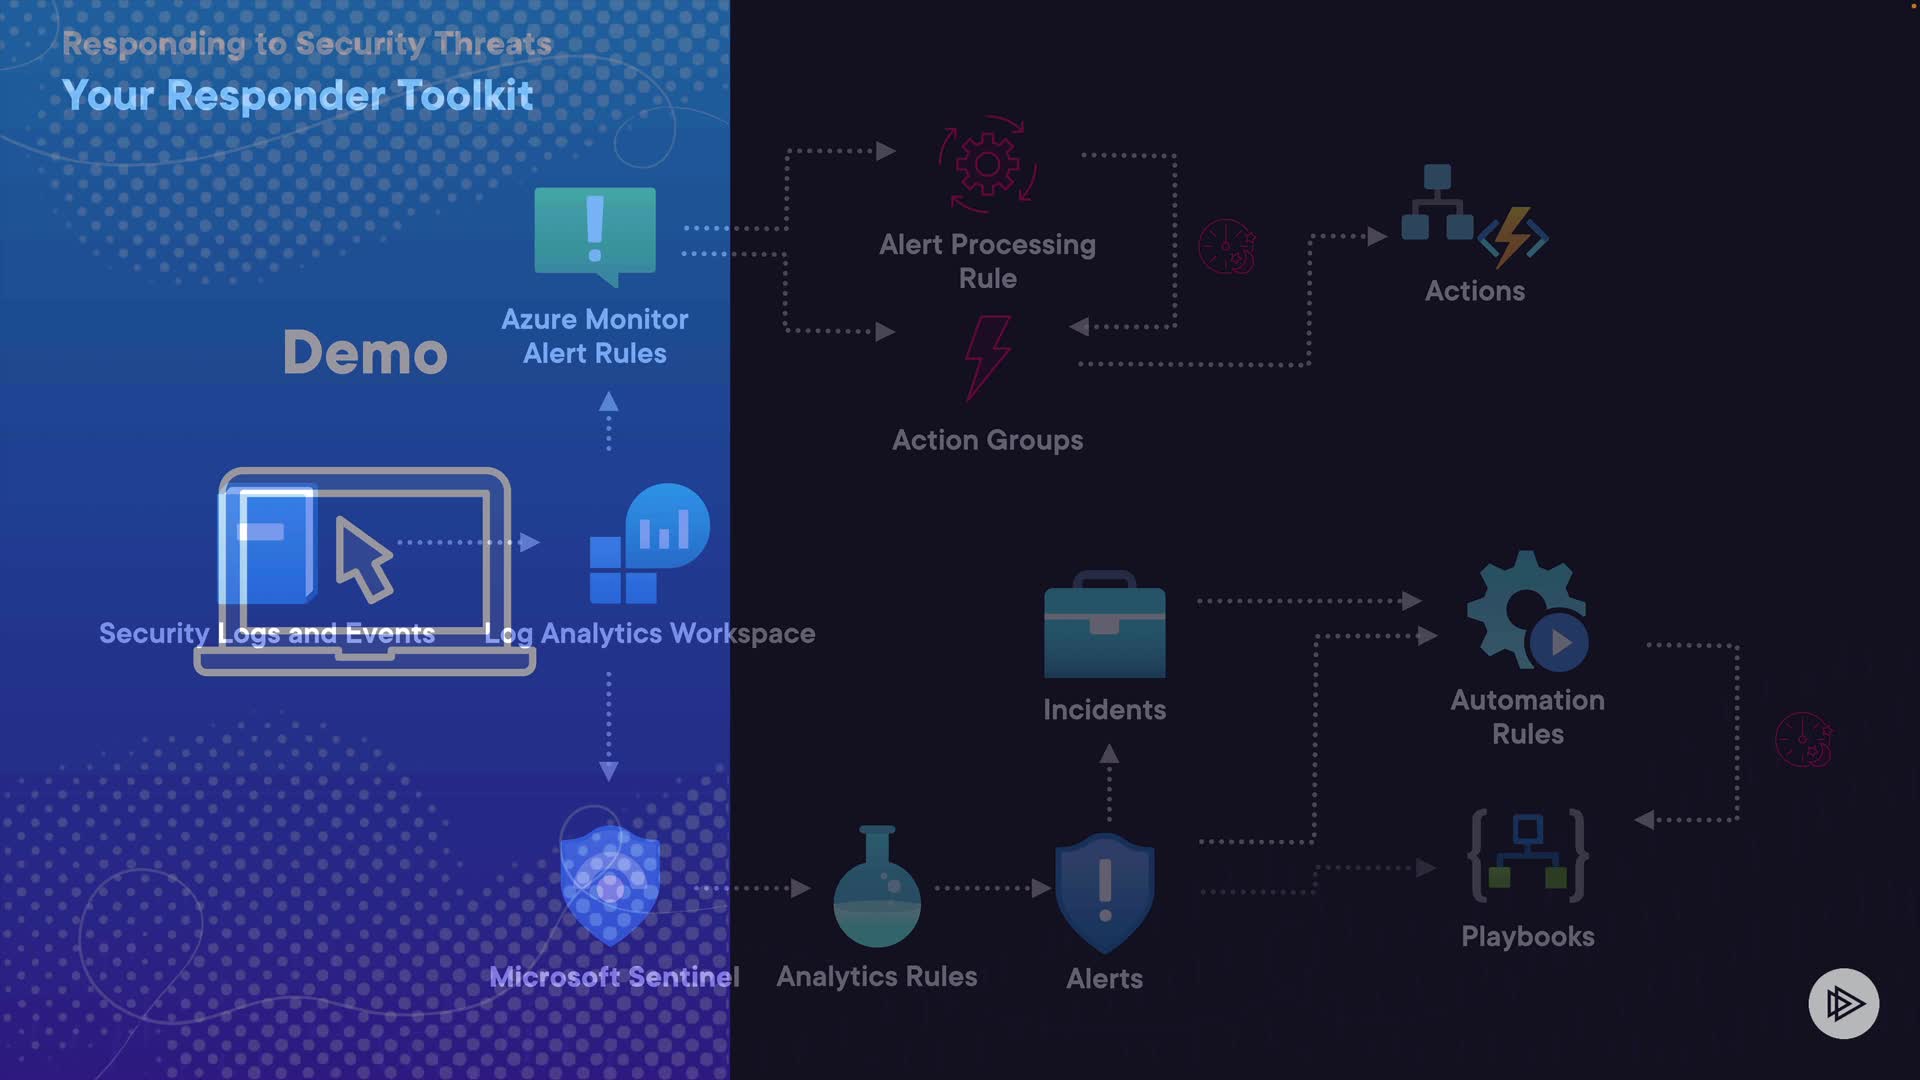 Responding to Security Threats
Your Responder Toolkit
Demo
Azure Monitor
Alert Rules
Alert Processing
Rule
Actions
Action Groups
Security Logs and Events
Log Analytics Workspace
Incidents
Automation
Rules
Microsoft Sentinel
Analytics Rules
Alerts
Playbooks